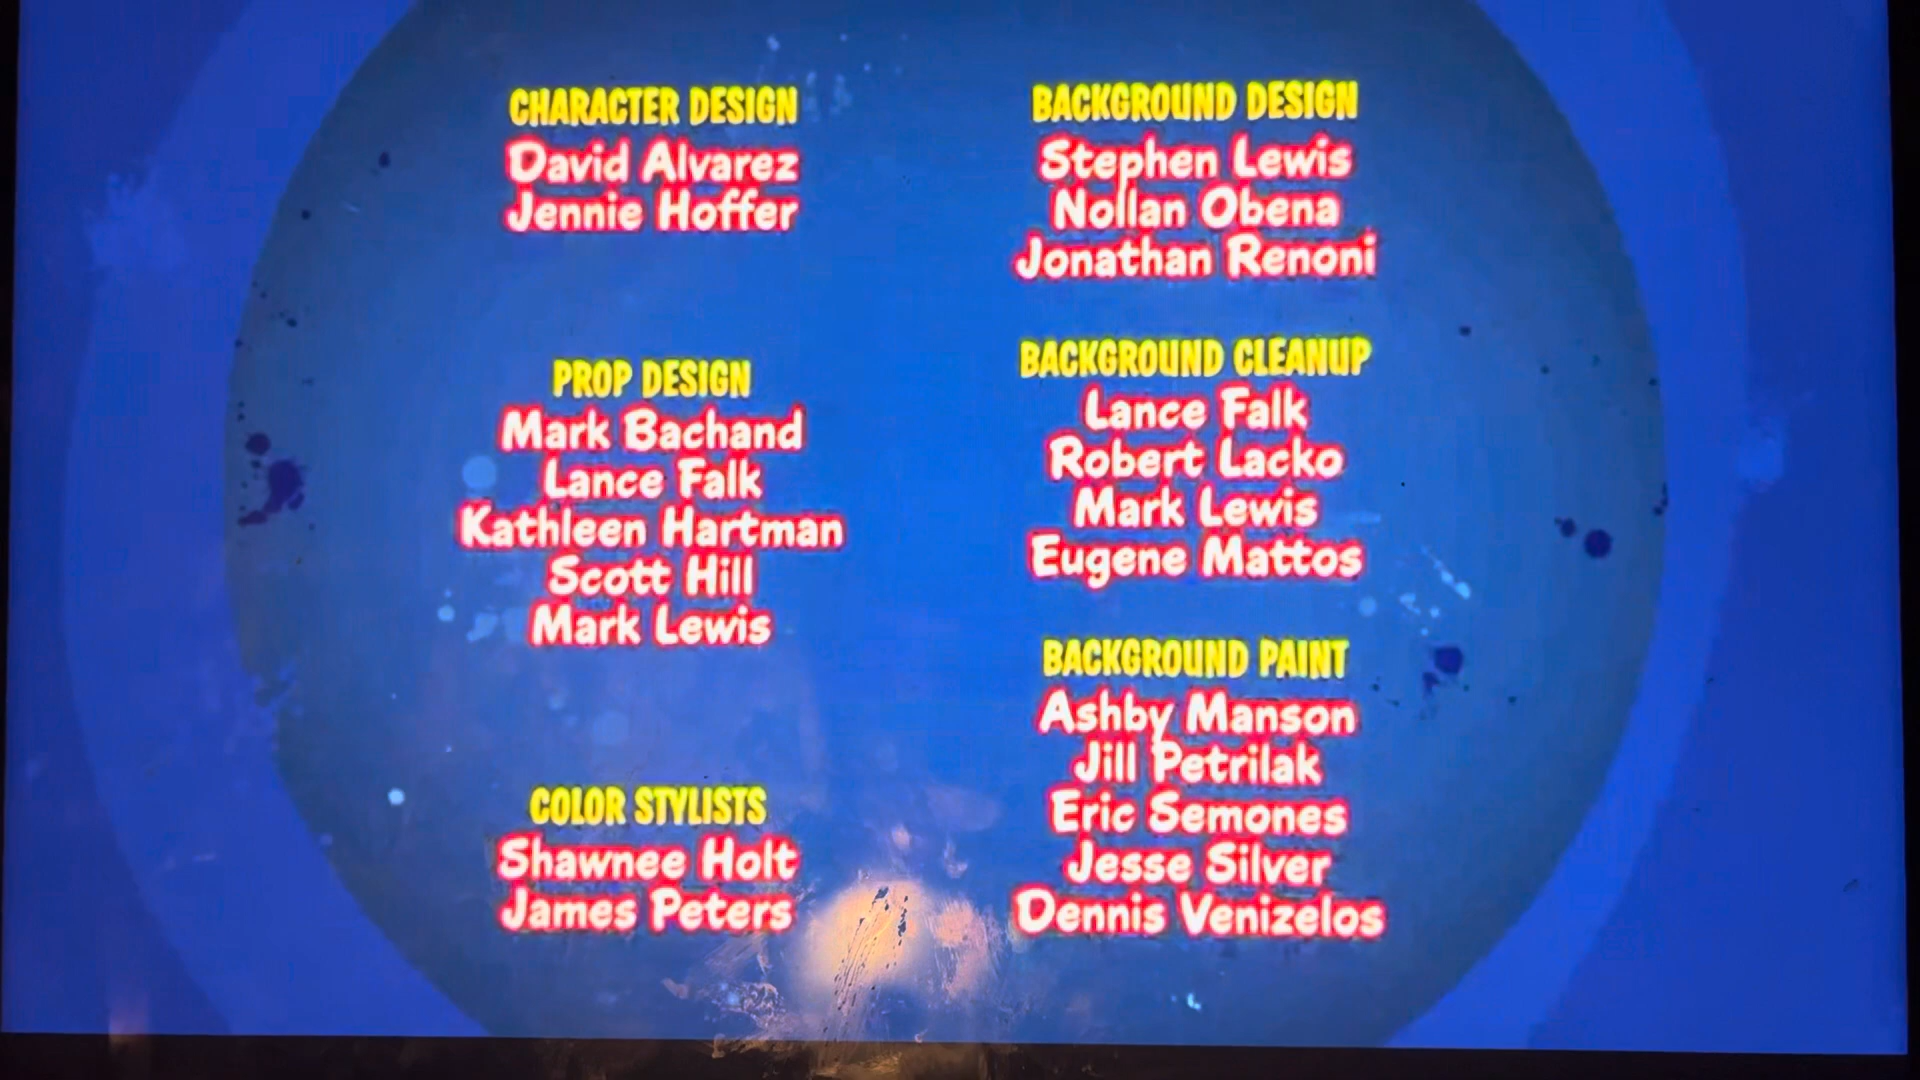 CHARACTER DESIGN
David Alvarez
Jennie Hoffer
PROP DESIGN
Mark Bachand
Lance Falk
Kathleen Hartman
Scott Hill
Mark Lewis
COLOR STYLISTS
Shawnee Holt
James Peters
BACKGROUND DESIGN
Stephen Lewis
Nollan Obena
Jonathan Renoni
BACKGROUND CLEANUP
Lance Falk
Robert Lacko
Mark Lewis
Eugene Mattos
BACKGROUND PAINT
Ashby Manson
Jill Petrilak
Eric Semones
Jesse Silver
Dennis Venizelos